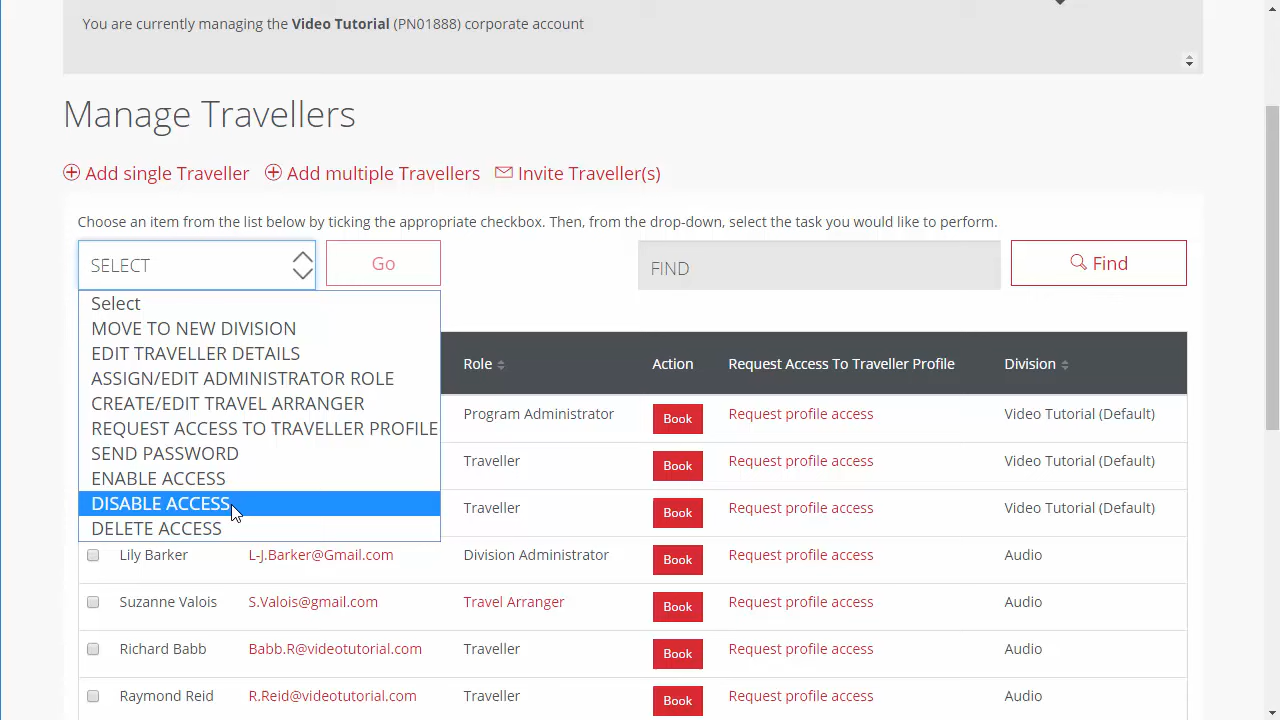 You are currently managing the Video Tutorial (PN01888) corporate account
Manage Travellers
Add single Traveller Add multiple Travellers Invite Traveller(s)
Choose an item from the list below by ticking the appropriate checkbox. Then, from the drop-down, select the task you would like to perform.
SELECT Go FIND Find
Select
MOVE TO NEW DIVISION
EDIT TRAVELLER DETAILS
ASSIGN/EDIT ADMINISTRATOR ROLE
CREATE/EDIT TRAVEL ARRANGER
REQUEST ACCESS TO TRAVELLER PROFILE
SEND PASSWORD
ENABLE ACCESS
DISABLE ACCESS
DELETE ACCESS
Role Action Request Access To Traveller Profile Division
Program Administrator Book Request profile access Video Tutorial (Default)
Traveller Book Request profile access Video Tutorial (Default)
Traveller Book Request profile access Video Tutorial (Default)
Lily Barker L-J.Barker@Gmail.com Division Administrator Book Request profile access Audio
Suzanne Valois S.Valois@gmail.com Travel Arranger Book Request profile access Audio
Richard Babb Babb.R@videotutorial.com Traveller Book Request profile access Audio
Raymond Reid R.Reid@videotutorial.com Traveller Book Request profile access Audio